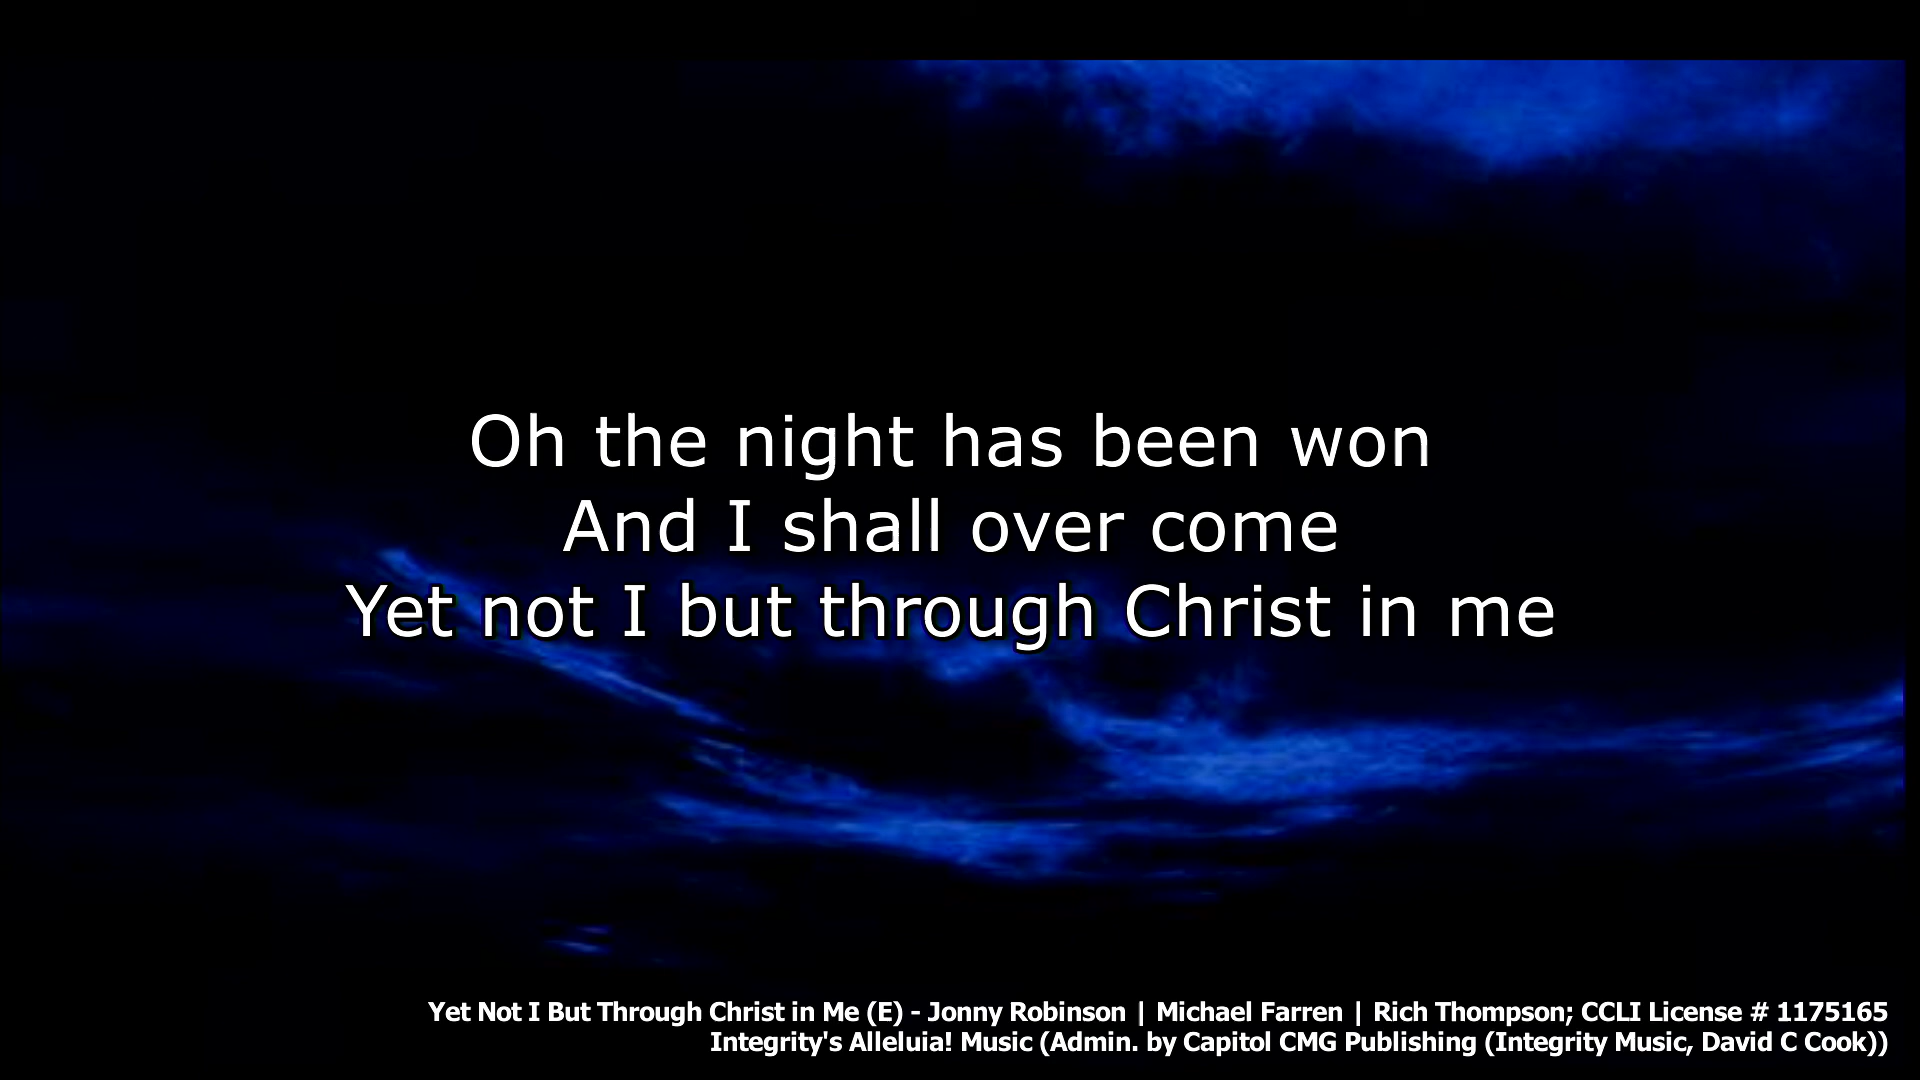 Oh the night has been won
And I shall over come
Yet not I but through Christ in me
Yet Not I But Through Christ in Me (E) - Jonny Robinson | Michael Farren | Rich Thompson; CCLI License # 1175165
Integrity's Alleluia! Music (Admin. by Capitol CMG Publishing (Integrity Music, David C Cook))